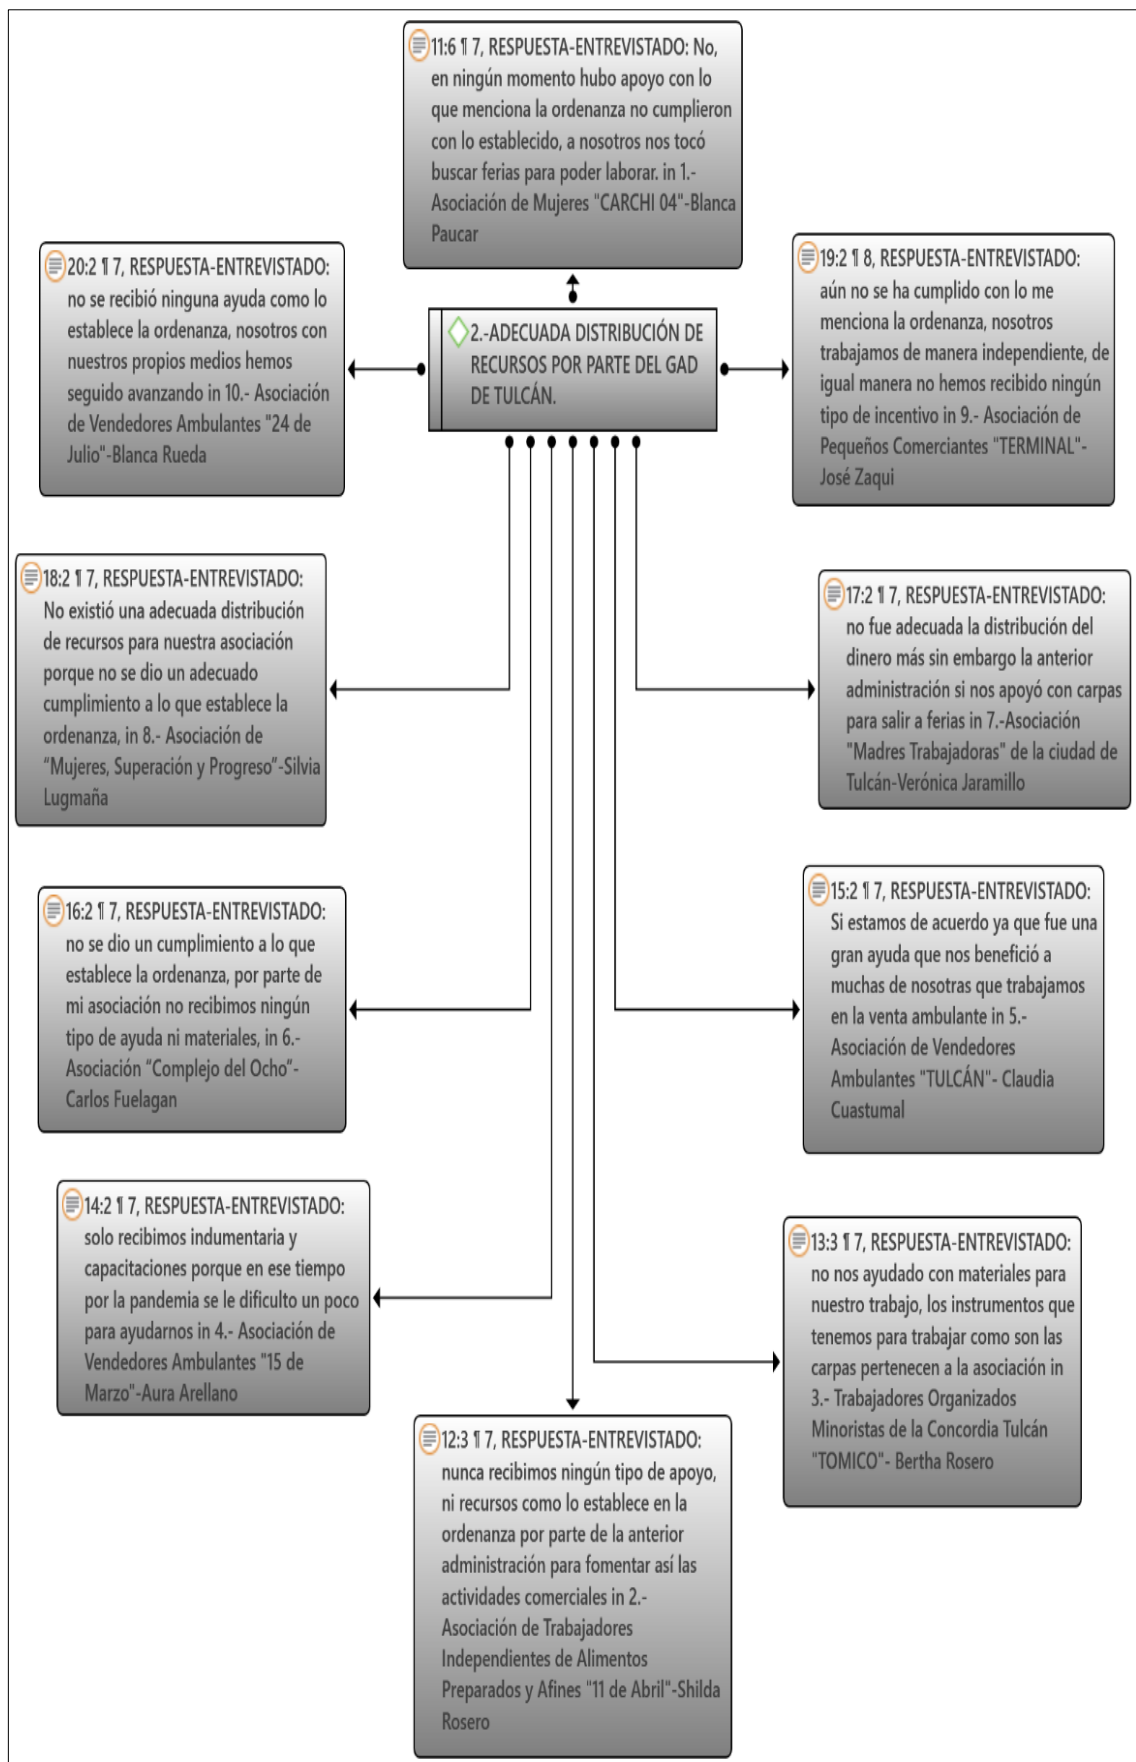 11:6 ¶ 7, RESPUESTA-ENTREVISTADO: No,
en ningún momento hubo apoyo con lo
que menciona la ordenanza no cumplieron
con lo establecido, a nosotros nos tocó
buscar ferias para poder laborar. in 1.-
Asociación de Mujeres "CARCHI 04"-Blanca
Paucar
20:2 ¶ 7, RESPUESTA-ENTREVISTADO:
no se recibió ninguna ayuda como lo
establece la ordenanza, nosotros con
nuestros propios medios hemos
seguido avanzando in 10.- Asociación
de Vendedores Ambulantes "24 de
Julio"-Blanca Rueda
2.-ADECUADA DISTRIBUCIÓN DE
RECURSOS POR PARTE DEL GAD
DE TULCÁN.
19:2 ¶ 8, RESPUESTA-ENTREVISTADO:
aún no se ha cumplido con lo me
menciona la ordenanza, nosotros
trabajamos de manera independiente, de
igual manera no hemos recibido ningún
tipo de incentivo in 9.- Asociación de
Pequeños Comerciantes "TERMINAL"-
José Zaqui
18:2 ¶ 7, RESPUESTA-ENTREVISTADO:
No existió una adecuada distribución
de recursos para nuestra asociación
porque no se dio un adecuado
cumplimiento a lo que establece la
ordenanza, in 8.- Asociación de
“Mujeres, Superación y Progreso”-Silvia
Lugmaña
17:2 ¶ 7, RESPUESTA-ENTREVISTADO:
no fue adecuada la distribución del
dinero más sin embargo la anterior
administración si nos apoyó con carpas
para salir a ferias in 7.-Asociación
"Madres Trabajadoras" de la ciudad de
Tulcán-Verónica Jaramillo
16:2 ¶ 7, RESPUESTA-ENTREVISTADO:
no se dio un cumplimiento a lo que
establece la ordenanza, por parte de
mi asociación no recibimos ningún
tipo de ayuda ni materiales, in 6.-
Asociación “Complejo del Ocho”-
Carlos Fuelagan
15:2 ¶ 7, RESPUESTA-ENTREVISTADO:
Si estamos de acuerdo ya que fue una
gran ayuda que nos benefició a
muchas de nosotras que trabajamos
en la venta ambulante in 5.-
Asociación de Vendedores
Ambulantes "TULCÁN"- Claudia
Cuastumal
14:2 ¶ 7, RESPUESTA-ENTREVISTADO:
solo recibimos indumentaria y
capacitaciones porque en ese tiempo
por la pandemia se le dificulto un poco
para ayudarnos in 4.- Asociación de
Vendedores Ambulantes "15 de
Marzo"-Aura Arellano
13:3 ¶ 7, RESPUESTA-ENTREVISTADO:
no nos ayudado con materiales para
nuestro trabajo, los instrumentos que
tenemos para trabajar como son las
carpas pertenecen a la asociación in
3.- Trabajadores Organizados
Minoristas de la Concordia Tulcán
"TOMICO"- Bertha Rosero
12:3 ¶ 7, RESPUESTA-ENTREVISTADO:
nunca recibimos ningún tipo de apoyo,
ni recursos como lo establece en la
ordenanza por parte de la anterior
administración para fomentar así las
actividades comerciales in 2.-
Asociación de Trabajadores
Independientes de Alimentos
Preparados y Afines "11 de Abril"-Shilda
Rosero